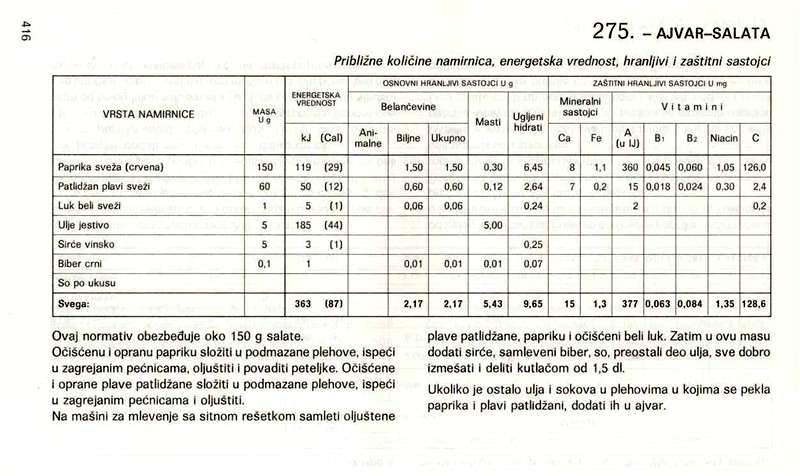 416
275. – AJVAR–SALATA
Približne količine namirnica, energetska vrednost, hranljivi i zaštitni sastojci
VRSTA NAMIRNICE MASA U g ENERGETSKA VREDNOST kJ (Cal) OSNOVNI HRANLJIVI SASTOJCI U g Belančevine Ani-malne Biljne Ukupno Masti Ugljeni hidrati ZAŠTITNI HRANLJIVI SASTOJCI U mg Mineralni sastojci Ca Fe Vitamini A (u IJ) B1 B2 Niacin C
Paprika sveža (crvena) 150 119 (29) 1,50 1,50 0,30 6,45 8 1,1 360 0,045 0,060 1,05 126,0
Patlidžan plavi sveži 60 50 (12) 0,60 0,60 0,12 2,64 7 0,2 15 0,018 0,024 0,30 2,4
Luk beli sveži 1 5 (1) 0,06 0,06 0,24 2 0,2
Ulje jestivo 5 185 (44) 5,00
Sirće vinsko 5 3 (1) 0,25
Biber crni 0,1 1 0,01 0,01 0,01 0,07
So po ukusu
Svega: 363 (87) 2,17 2,17 5,43 9,65 15 1,3 377 0,063 0,084 1,35 128,6
Ovaj normativ obezbeđuje oko 150 g salate.
Očišćenu i opranu papriku složiti u podmazane plehove, ispeći
u zagrejanim pećnicama, oljuštiti i povaditi peteljke. Očišćene
i oprane plave patlidžane složiti u podmazane plehove, ispeći
u zagrejanim pećnicama i oljuštiti.
Na mašini za mlevenje sa sitnom rešetkom samleti oljuštene
plave patlidžane, papriku i očišćeni beli luk. Zatim u ovu masu
dodati sirće, samleveni biber, so, preostali deo ulja, sve dobro
izmešati i deliti kutlačom od 1,5 dl.
Ukoliko je ostalo ulja i sokova u plehovima u kojima se pekla
paprika i plavi patlidžani, dodati ih u ajvar.